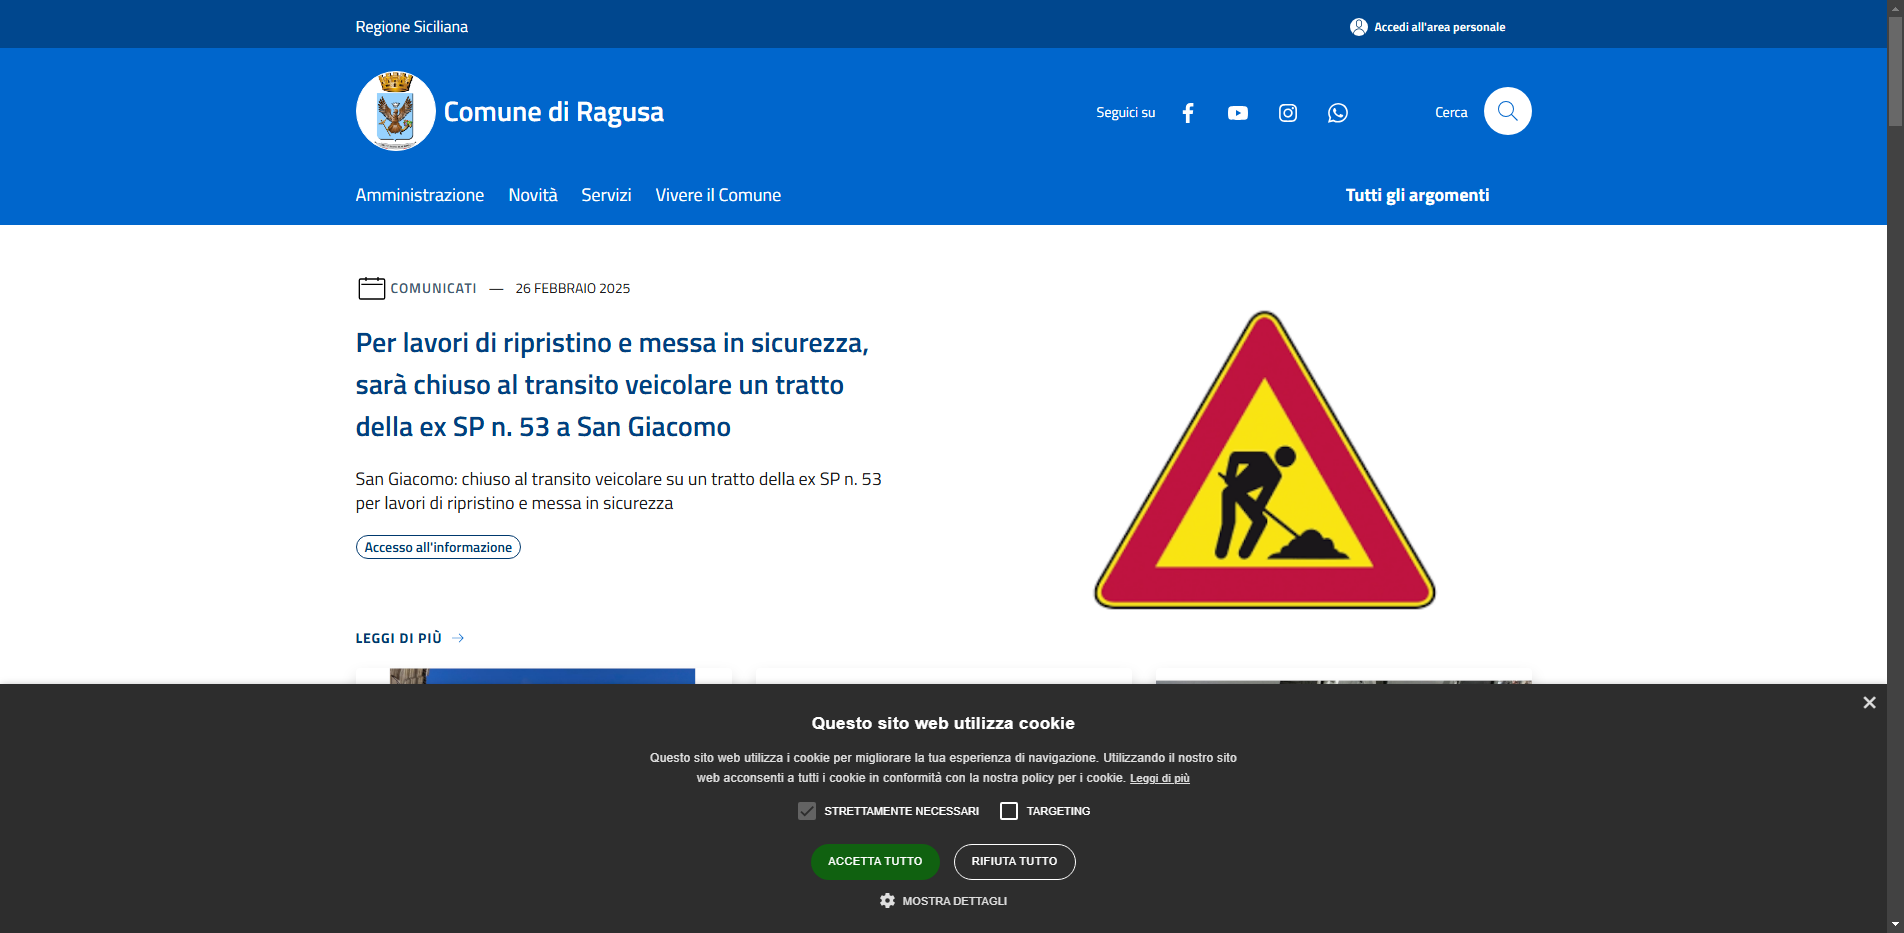 Regione Siciliana
Accedi all'area personale
Comune di Ragusa
Seguici su
Cerca
Amministrazione
Novità
Servizi
Vivere il Comune
Tutti gli argomenti
COMUNICATI — 26 FEBBRAIO 2025
Per lavori di ripristino e messa in sicurezza,
sarà chiuso al transito veicolare un tratto
della ex SP n. 53 a San Giacomo
San Giacomo: chiuso al transito veicolare su un tratto della ex SP n. 53
per lavori di ripristino e messa in sicurezza
Accesso all'informazione
LEGGI DI PIÙ
Questo sito web utilizza cookie
Questo sito web utilizza i cookie per migliorare la tua esperienza di navigazione. Utilizzando il nostro sito
web acconsenti a tutti i cookie in conformità con la nostra policy per i cookie. Leggi di più
STRETTAMENTE NECESSARI
TARGETING
ACCETTA TUTTO
RIFIUTA TUTTO
MOSTRA DETTAGLI